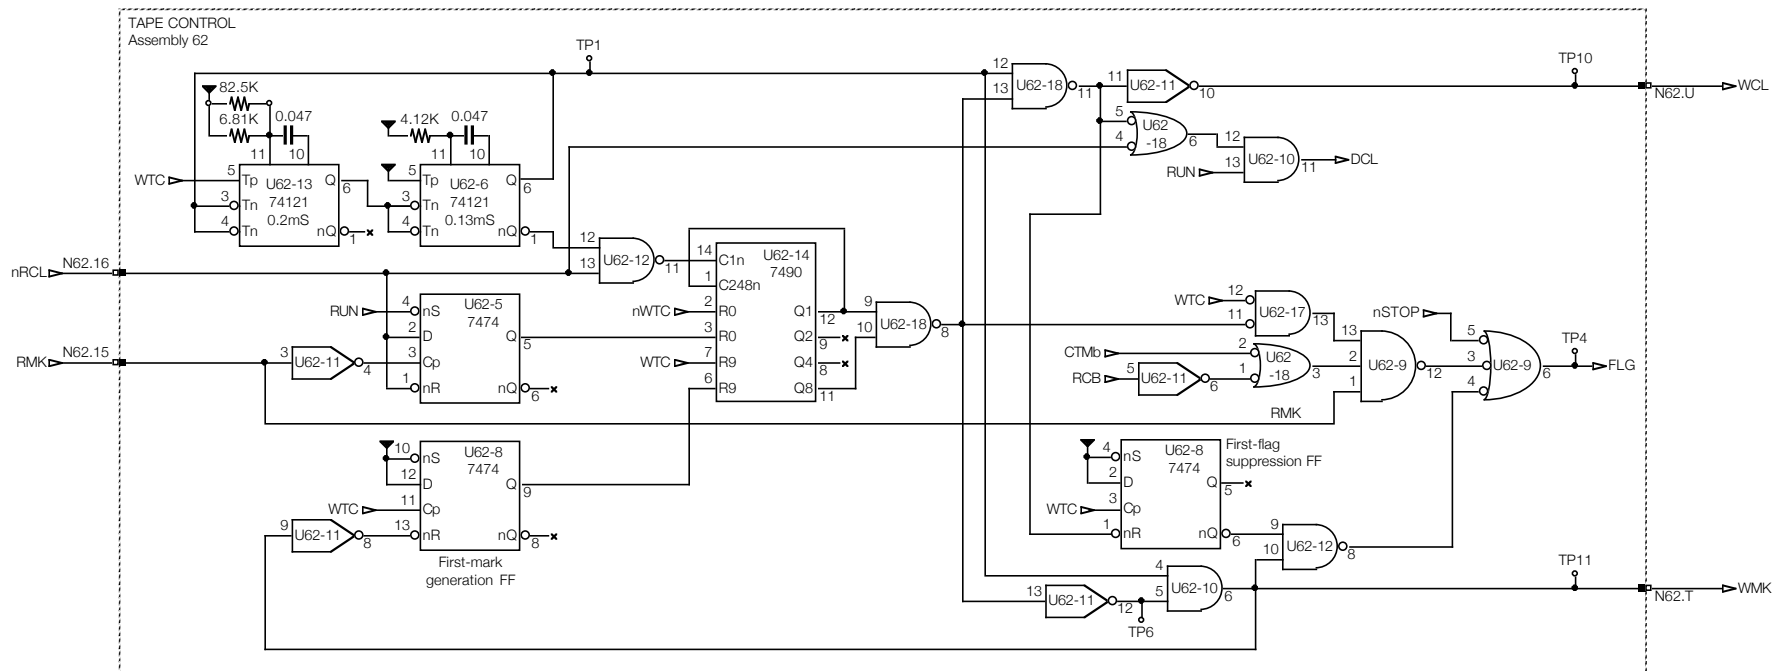 TAPE CONTROL
Assembly 62
TP1
TP10
TP4
TP11
TP6
82.5K
6.81K
0.047
11
10
WTC
5
Tp
3
Tn
4
Tn
U62-13
74121
0.2mS
Q
6
nQ
1
4.12K
0.047
11
10
5
Tp
3
Tn
4
Tn
U62-6
74121
0.13mS
Q
6
nQ
1
12
13
U62-18
11
11
U62-11
10
N62.U
WCL
5
4
U62
-18
6
12
RUN
13
U62-10
11
DCL
nRCL
N62.16
12
13
U62-12
11
RUN
4
nS
2
D
3
Cp
1
nR
U62-5
7474
Q
5
nQ
6
RMK
N62.15
3
U62-11
4
14
C1n
1
C248n
nWTC
2
R0
3
R0
WTC
7
R9
6
R9
U62-14
7490
Q1
12
Q2
9
Q4
8
Q8
11
9
10
U62-18
8
WTC
12
11
U62-17
13
CTMb
2
RCB
5
U62-11
6
1
U62
-18
3
13
2
1
U62-9
12
RMK
nSTOP
5
3
4
U62-9
6
FLG
10
nS
12
D
WTC
11
Cp
13
nR
U62-8
7474
Q
9
nQ
8
First-mark
generation FF
9
U62-11
8
4
nS
2
D
WTC
3
Cp
1
nR
U62-8
7474
Q
5
nQ
6
First-flag
suppression FF
9
10
U62-12
8
13
U62-11
12
4
5
U62-10
6
N62.T
WMK